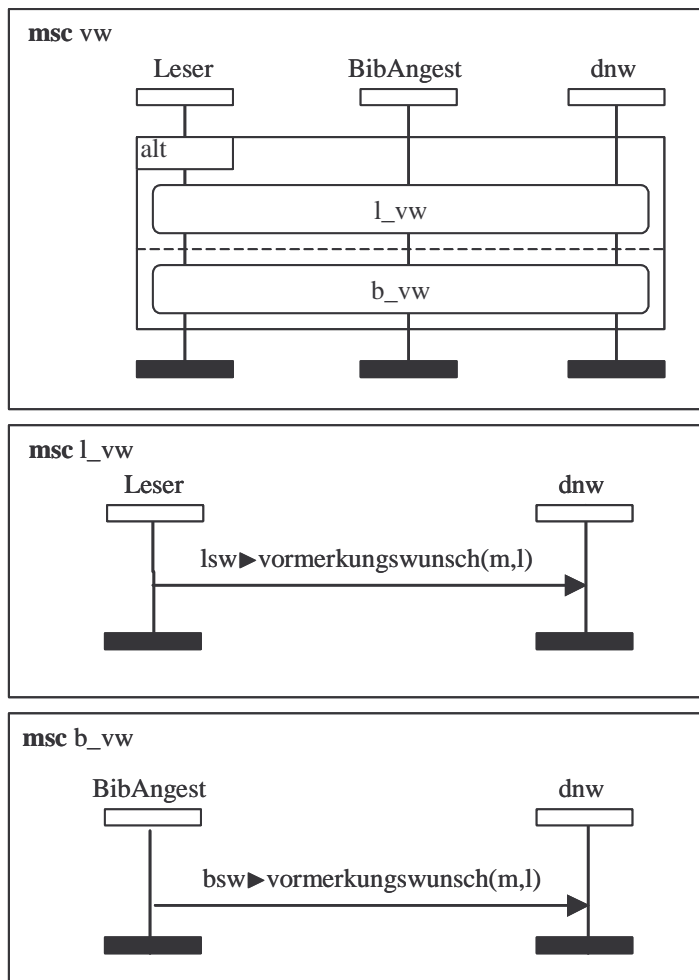 msc vw
Leser BibAngest dnw
alt
l_vw
b_vw
msc l_vw
Leser dnw
lsw►vormerkungswunsch(m,l)
msc b_vw
BibAngest dnw
bsw►vormerkungswunsch(m,l)